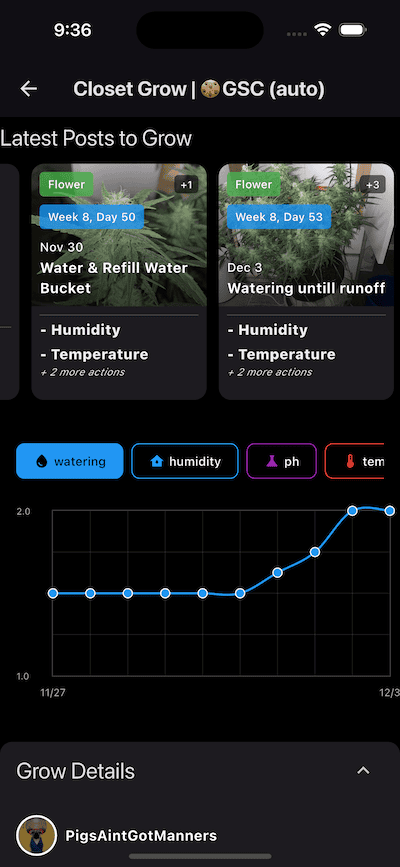 9:36
Closet Grow | 🍪GSC (auto)
Latest Posts to Grow
Flower
+1
Week 8, Day 50
Nov 30
Water & Refill Water
Bucket
- Humidity
- Temperature
+ 2 more actions
Flower
+3
Week 8, Day 53
Dec 3
Watering untill runoff
- Humidity
- Temperature
+ 2 more actions
watering
humidity
ph
tem
2.0
1.0
11/27
12/3
Grow Details
PigsAintGotManners